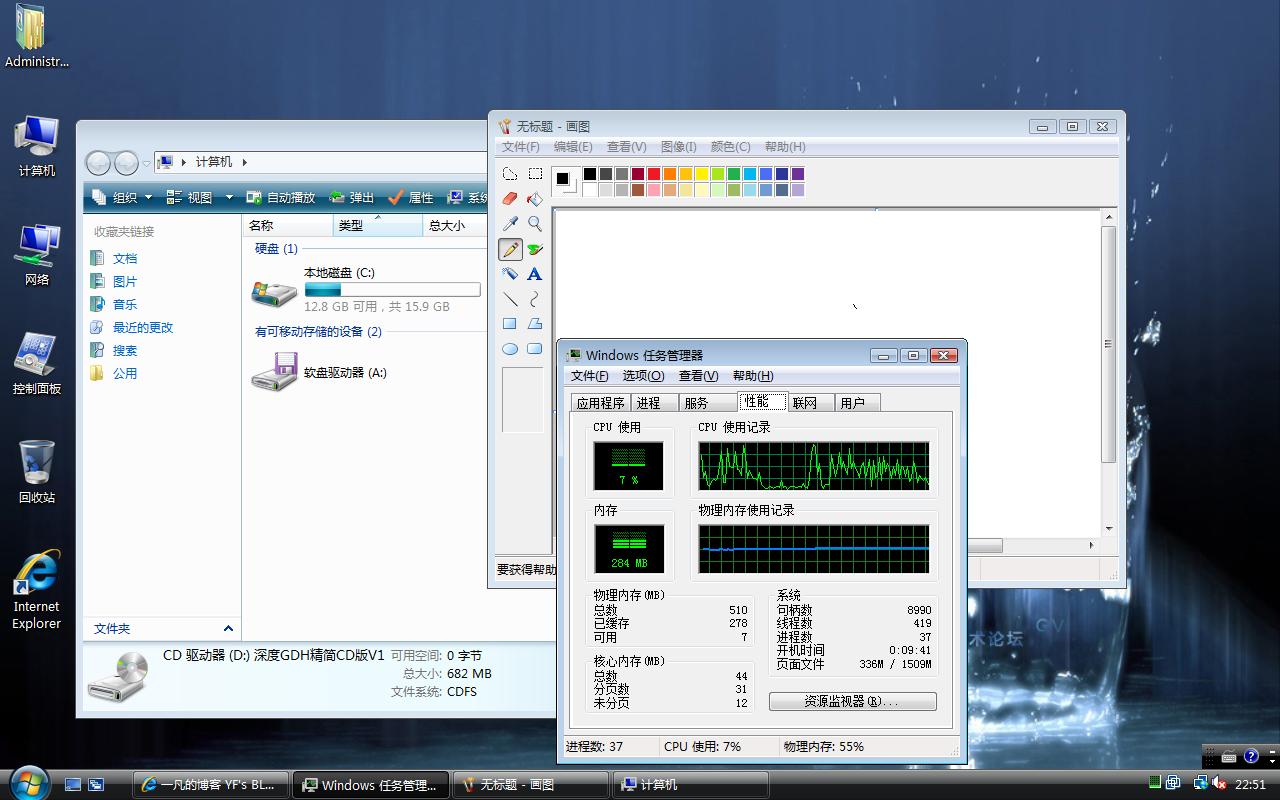 Administr...
计算机
网络
控制面板
回收站
Internet
Explorer
计算机
组织
视图
自动播放
弹出
属性
收藏夹链接
文档
图片
音乐
最近的更改
搜索
公用
文件夹
名称
类型
总大小
硬盘 (1)
本地磁盘 (C:)
12.8 GB 可用，共 15.9 GB
有可移动存储的设备 (2)
软盘驱动器 (A:)
CD 驱动器 (D:) 深度GDH精简CD版V1
可用空间: 0 字节
总大小: 682 MB
文件系统: CDFS
无标题 - 画图
文件(F) 编辑(E) 查看(V) 图像(I) 颜色(C) 帮助(H)
要获得帮助
Windows 任务管理器
文件(F) 选项(O) 查看(V) 帮助(H)
应用程序 进程 服务 性能 联网 用户
CPU 使用
7 %
CPU 使用记录
内存
284 MB
物理内存使用记录
物理内存(MB)
总数 510
已缓存 278
可用 7
核心内存(MB)
总数 44
分页数 31
未分页 12
系统
句柄数 8990
线程数 419
进程数 37
开机时间 0:09:41
页面文件 336M / 1509M
资源监视器(R)...
进程数: 37 CPU 使用: 7% 物理内存: 55%
术论坛
一凡的博客 YF's BL...
Windows 任务管理...
无标题 - 画图
计算机
22:51